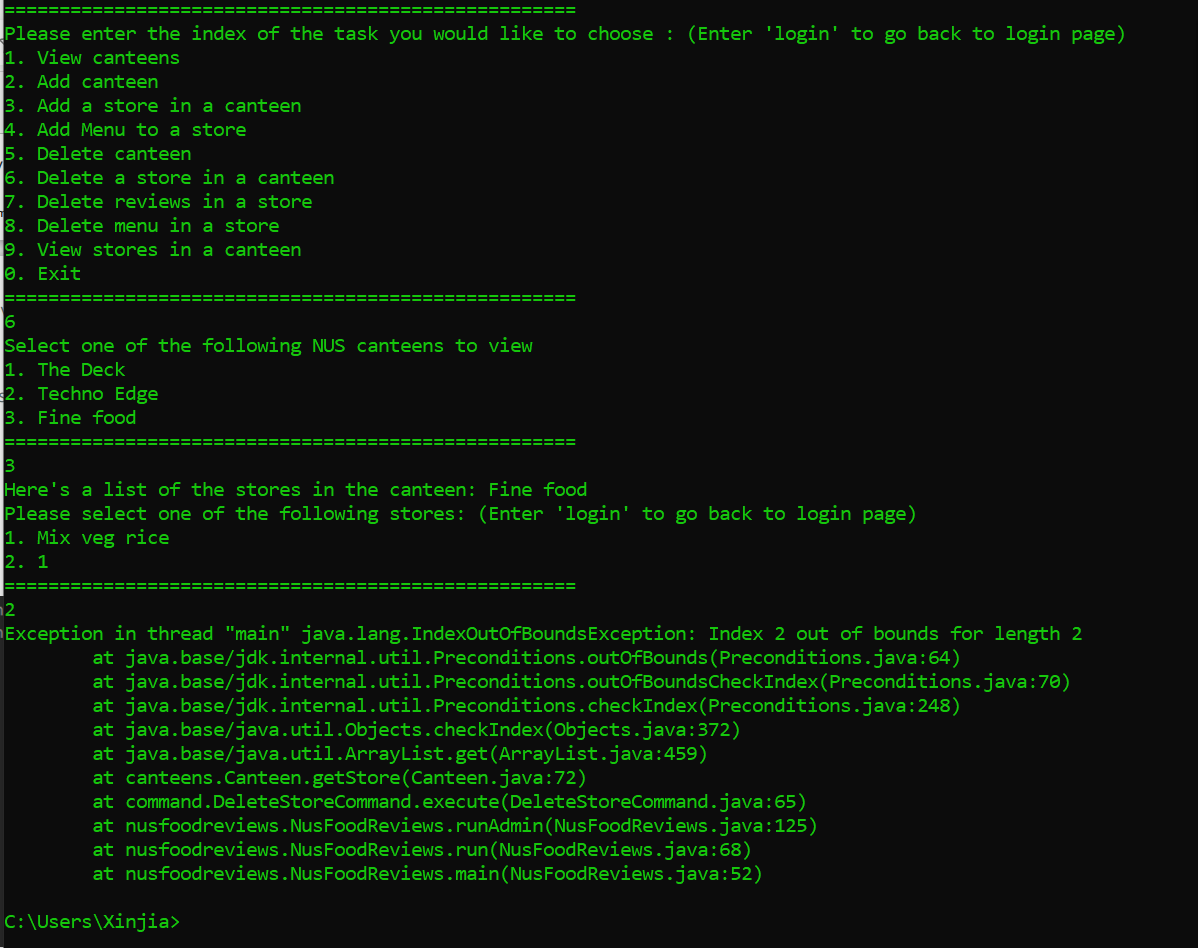 ====================================================
Please enter the index of the task you would like to choose : (Enter 'login' to go back to login page)
1. View canteens
2. Add canteen
3. Add a store in a canteen
4. Add Menu to a store
5. Delete canteen
6. Delete a store in a canteen
7. Delete reviews in a store
8. Delete menu in a store
9. View stores in a canteen
0. Exit
====================================================
6
Select one of the following NUS canteens to view
1. The Deck
2. Techno Edge
3. Fine food
====================================================
3
Here's a list of the stores in the canteen: Fine food
Please select one of the following stores: (Enter 'login' to go back to login page)
1. Mix veg rice
2. 1
====================================================
2
Exception in thread "main" java.lang.IndexOutOfBoundsException: Index 2 out of bounds for length 2
        at java.base/jdk.internal.util.Preconditions.outOfBounds(Preconditions.java:64)
        at java.base/jdk.internal.util.Preconditions.outOfBoundsCheckIndex(Preconditions.java:70)
        at java.base/jdk.internal.util.Preconditions.checkIndex(Preconditions.java:248)
        at java.base/java.util.Objects.checkIndex(Objects.java:372)
        at java.base/java.util.ArrayList.get(ArrayList.java:459)
        at canteens.Canteen.getStore(Canteen.java:72)
        at command.DeleteStoreCommand.execute(DeleteStoreCommand.java:65)
        at nusfoodreviews.NusFoodReviews.runAdmin(NusFoodReviews.java:125)
        at nusfoodreviews.NusFoodReviews.run(NusFoodReviews.java:68)
        at nusfoodreviews.NusFoodReviews.main(NusFoodReviews.java:52)
C:\Users\Xinjia>